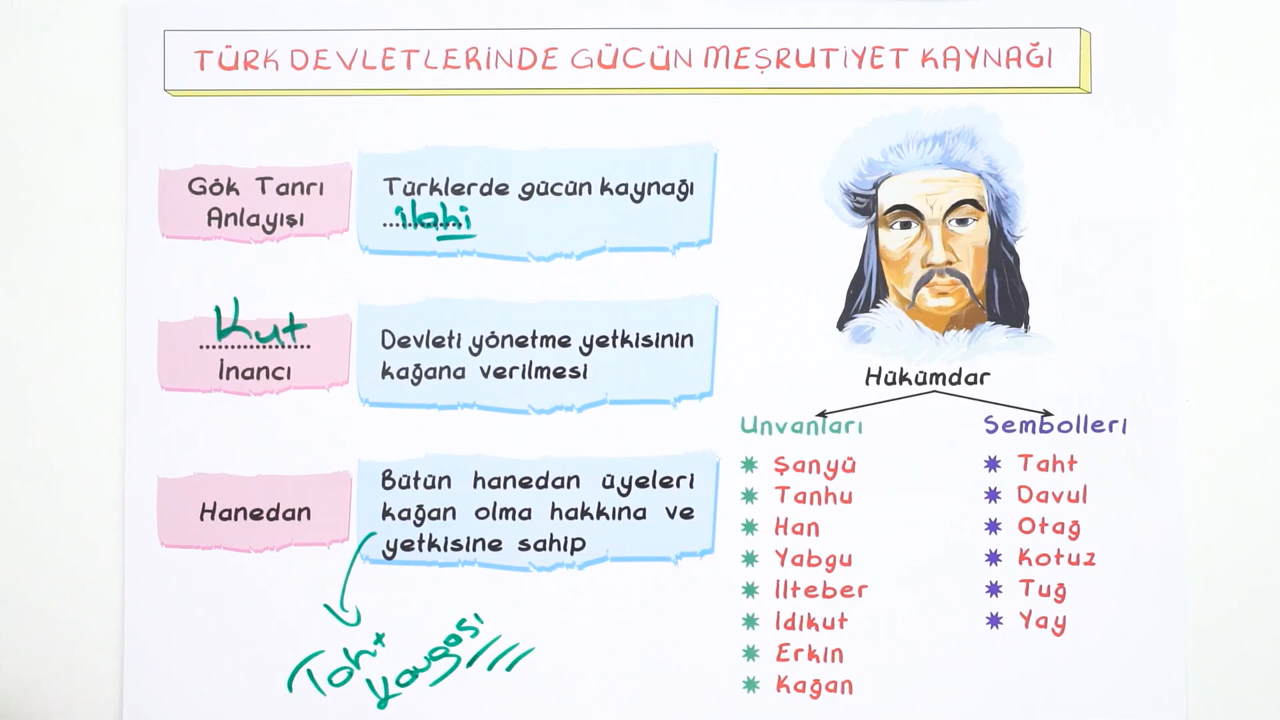 TÜRK DEVLETLERİNDE GÜCÜN MEŞRUTİYET KAYNAĞI
Gök Tanrı
Anlayışı
Türklerde gücün kaynağı
ilahi
Kut
İnancı
Devleti yönetme yetkisinin
kağana verilmesi
Hanedan
Bütün hanedan üyeleri
kağan olma hakkına ve
yetkisine sahip
Taht
kavgası
Hükümdar
Unvanları
Şanyü
Tanhu
Han
Yabgu
İlteber
İdikut
Erkin
Kağan
Sembolleri
Taht
Davul
Otağ
Kotuz
Tuğ
Yay